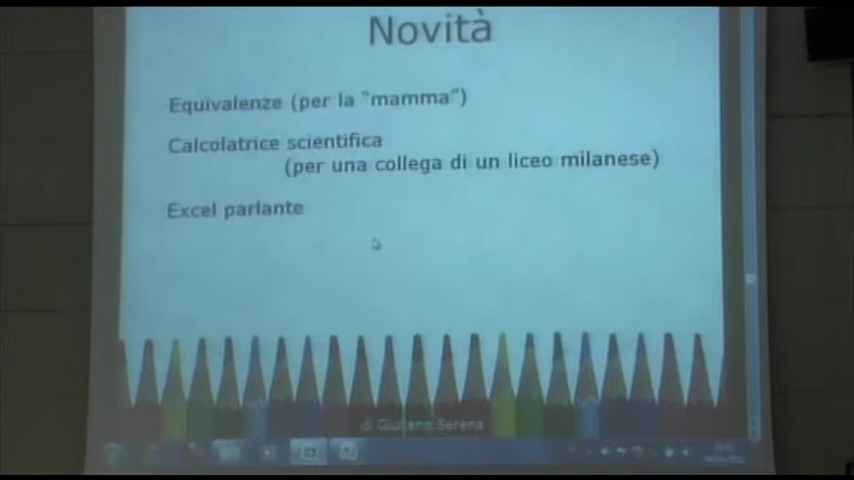 Novità
Equivalenze (per la "mamma")
Calcolatrice scientifica
(per una collega di un liceo milanese)
Excel parlante
di Giuliano Serena